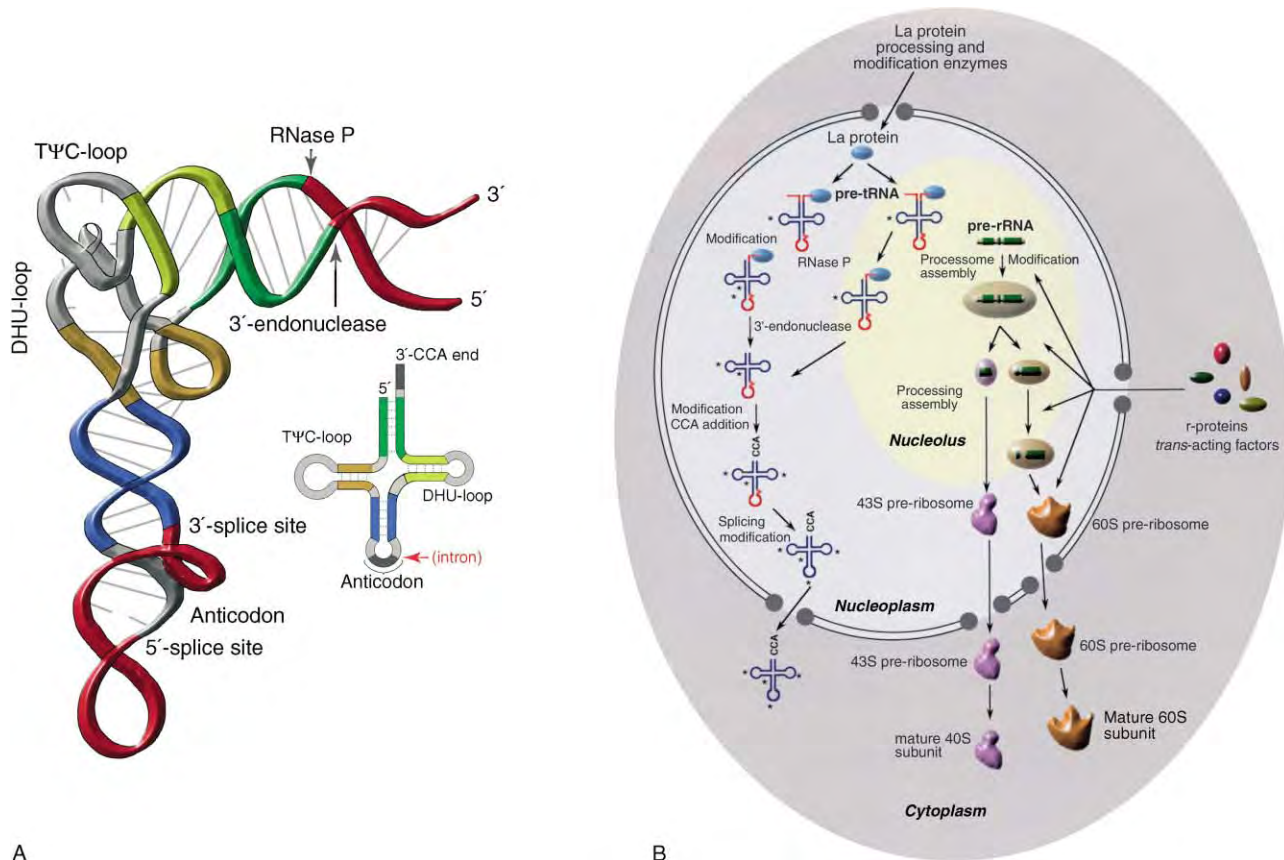 TΨC-loop
RNase P
3´
5´
3´-endonuclease
DHU-loop
3´-CCA end
5´
TΨC-loop
DHU-loop
(intron)
Anticodon
3´-splice site
Anticodon
5´-splice site
A
La protein
processing and
modification enzymes
La protein
pre-tRNA
Modification
RNase P
pre-rRNA
Processome
assembly
Modification
3´-endonuclease
Modification
CCA addition
Processing
assembly
Nucleolus
r-proteins
trans-acting factors
CCA
Splicing
modification
CCA
43S pre-ribosome
60S pre-ribosome
Nucleoplasm
CCA
43S pre-ribosome
60S pre-ribosome
mature 40S
subunit
Mature 60S
subunit
Cytoplasm
B